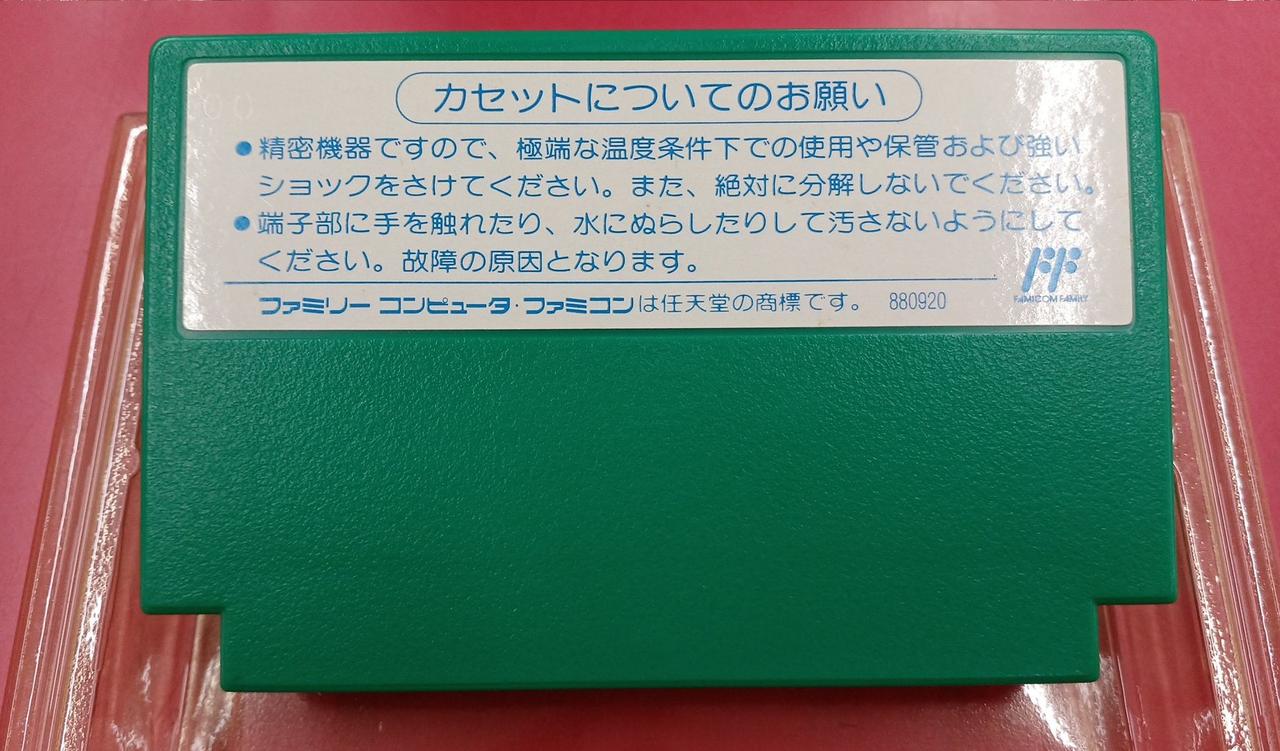 カセットについてのお願い
●精密機器ですので、極端な温度条件下での使用や保管および強い
ショックをさけてください。また、絶対に分解しないでください。
●端子部に手を触れたり、水にぬらしたりして汚さないようにして
ください。故障の原因となります。
FF
FAMICOM FAMILY
ファミリー コンピュータ・ファミコンは任天堂の商標です。 880920